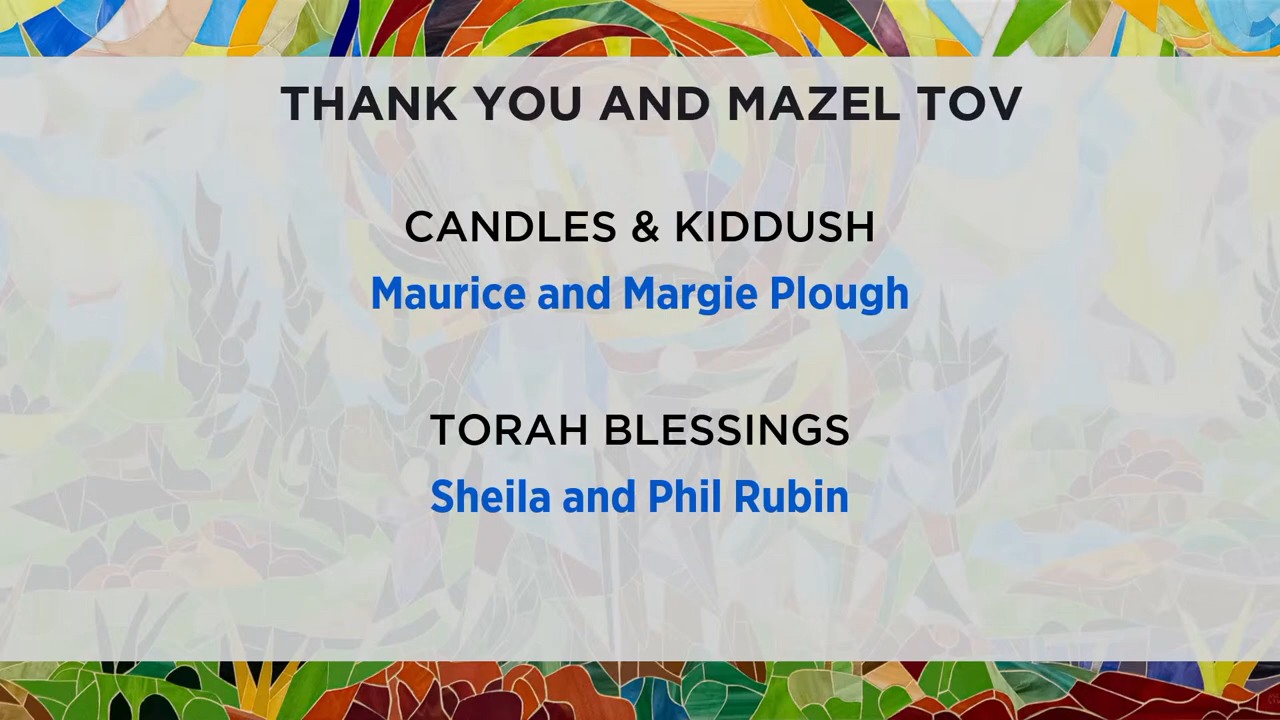 THANK YOU AND MAZEL TOV
CANDLES & KIDDUSH
Maurice and Margie Plough
TORAH BLESSINGS
Sheila and Phil Rubin